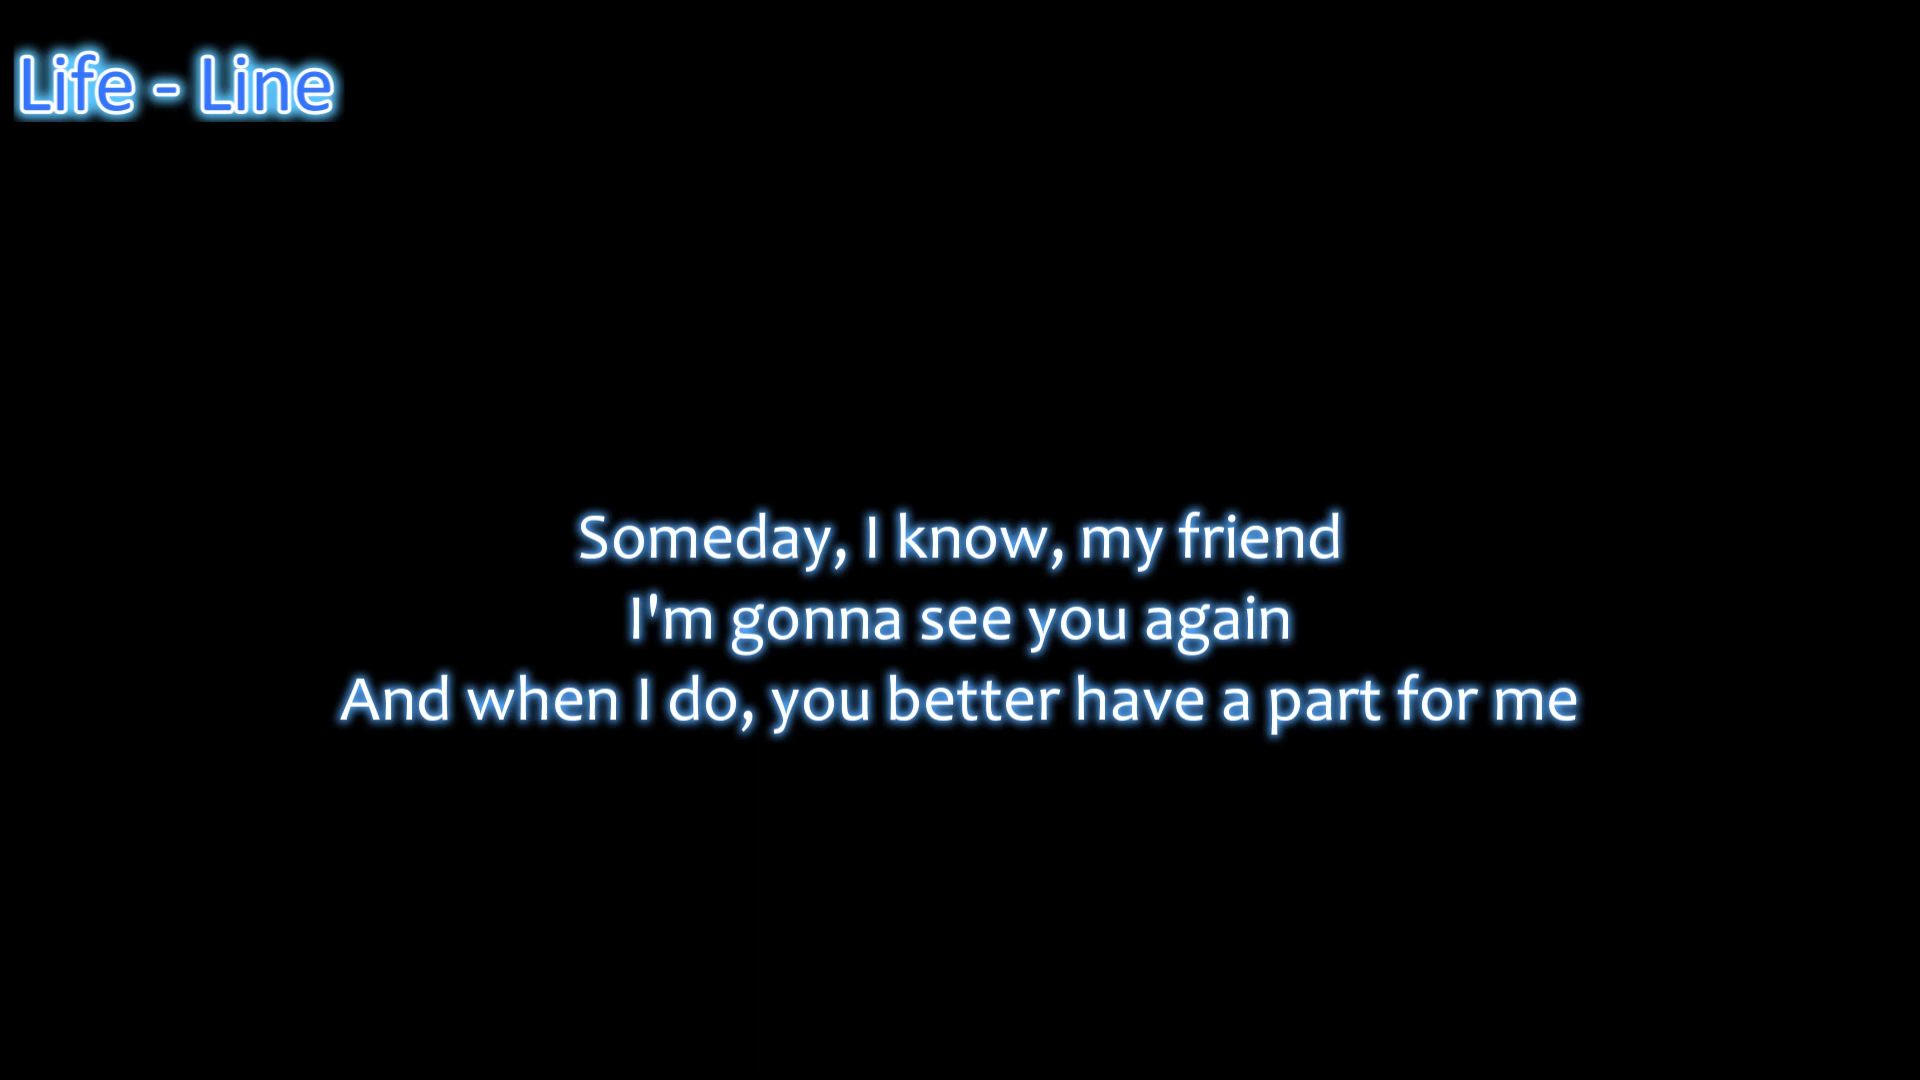 Life - Line
Someday, I know, my friend
I'm gonna see you again
And when I do, you better have a part for me